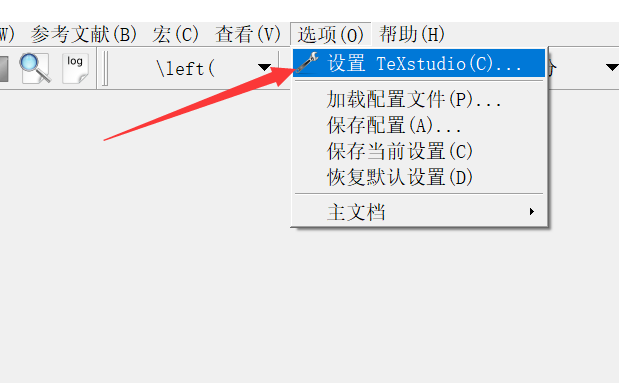 W) 参考文献(B) 宏(C) 查看(V) 选项(O) 帮助(H)
log \left( 分
设置 TeXstudio(C)...
加载配置文件(P)...
保存配置(A)...
保存当前设置(C)
恢复默认设置(D)
主文档